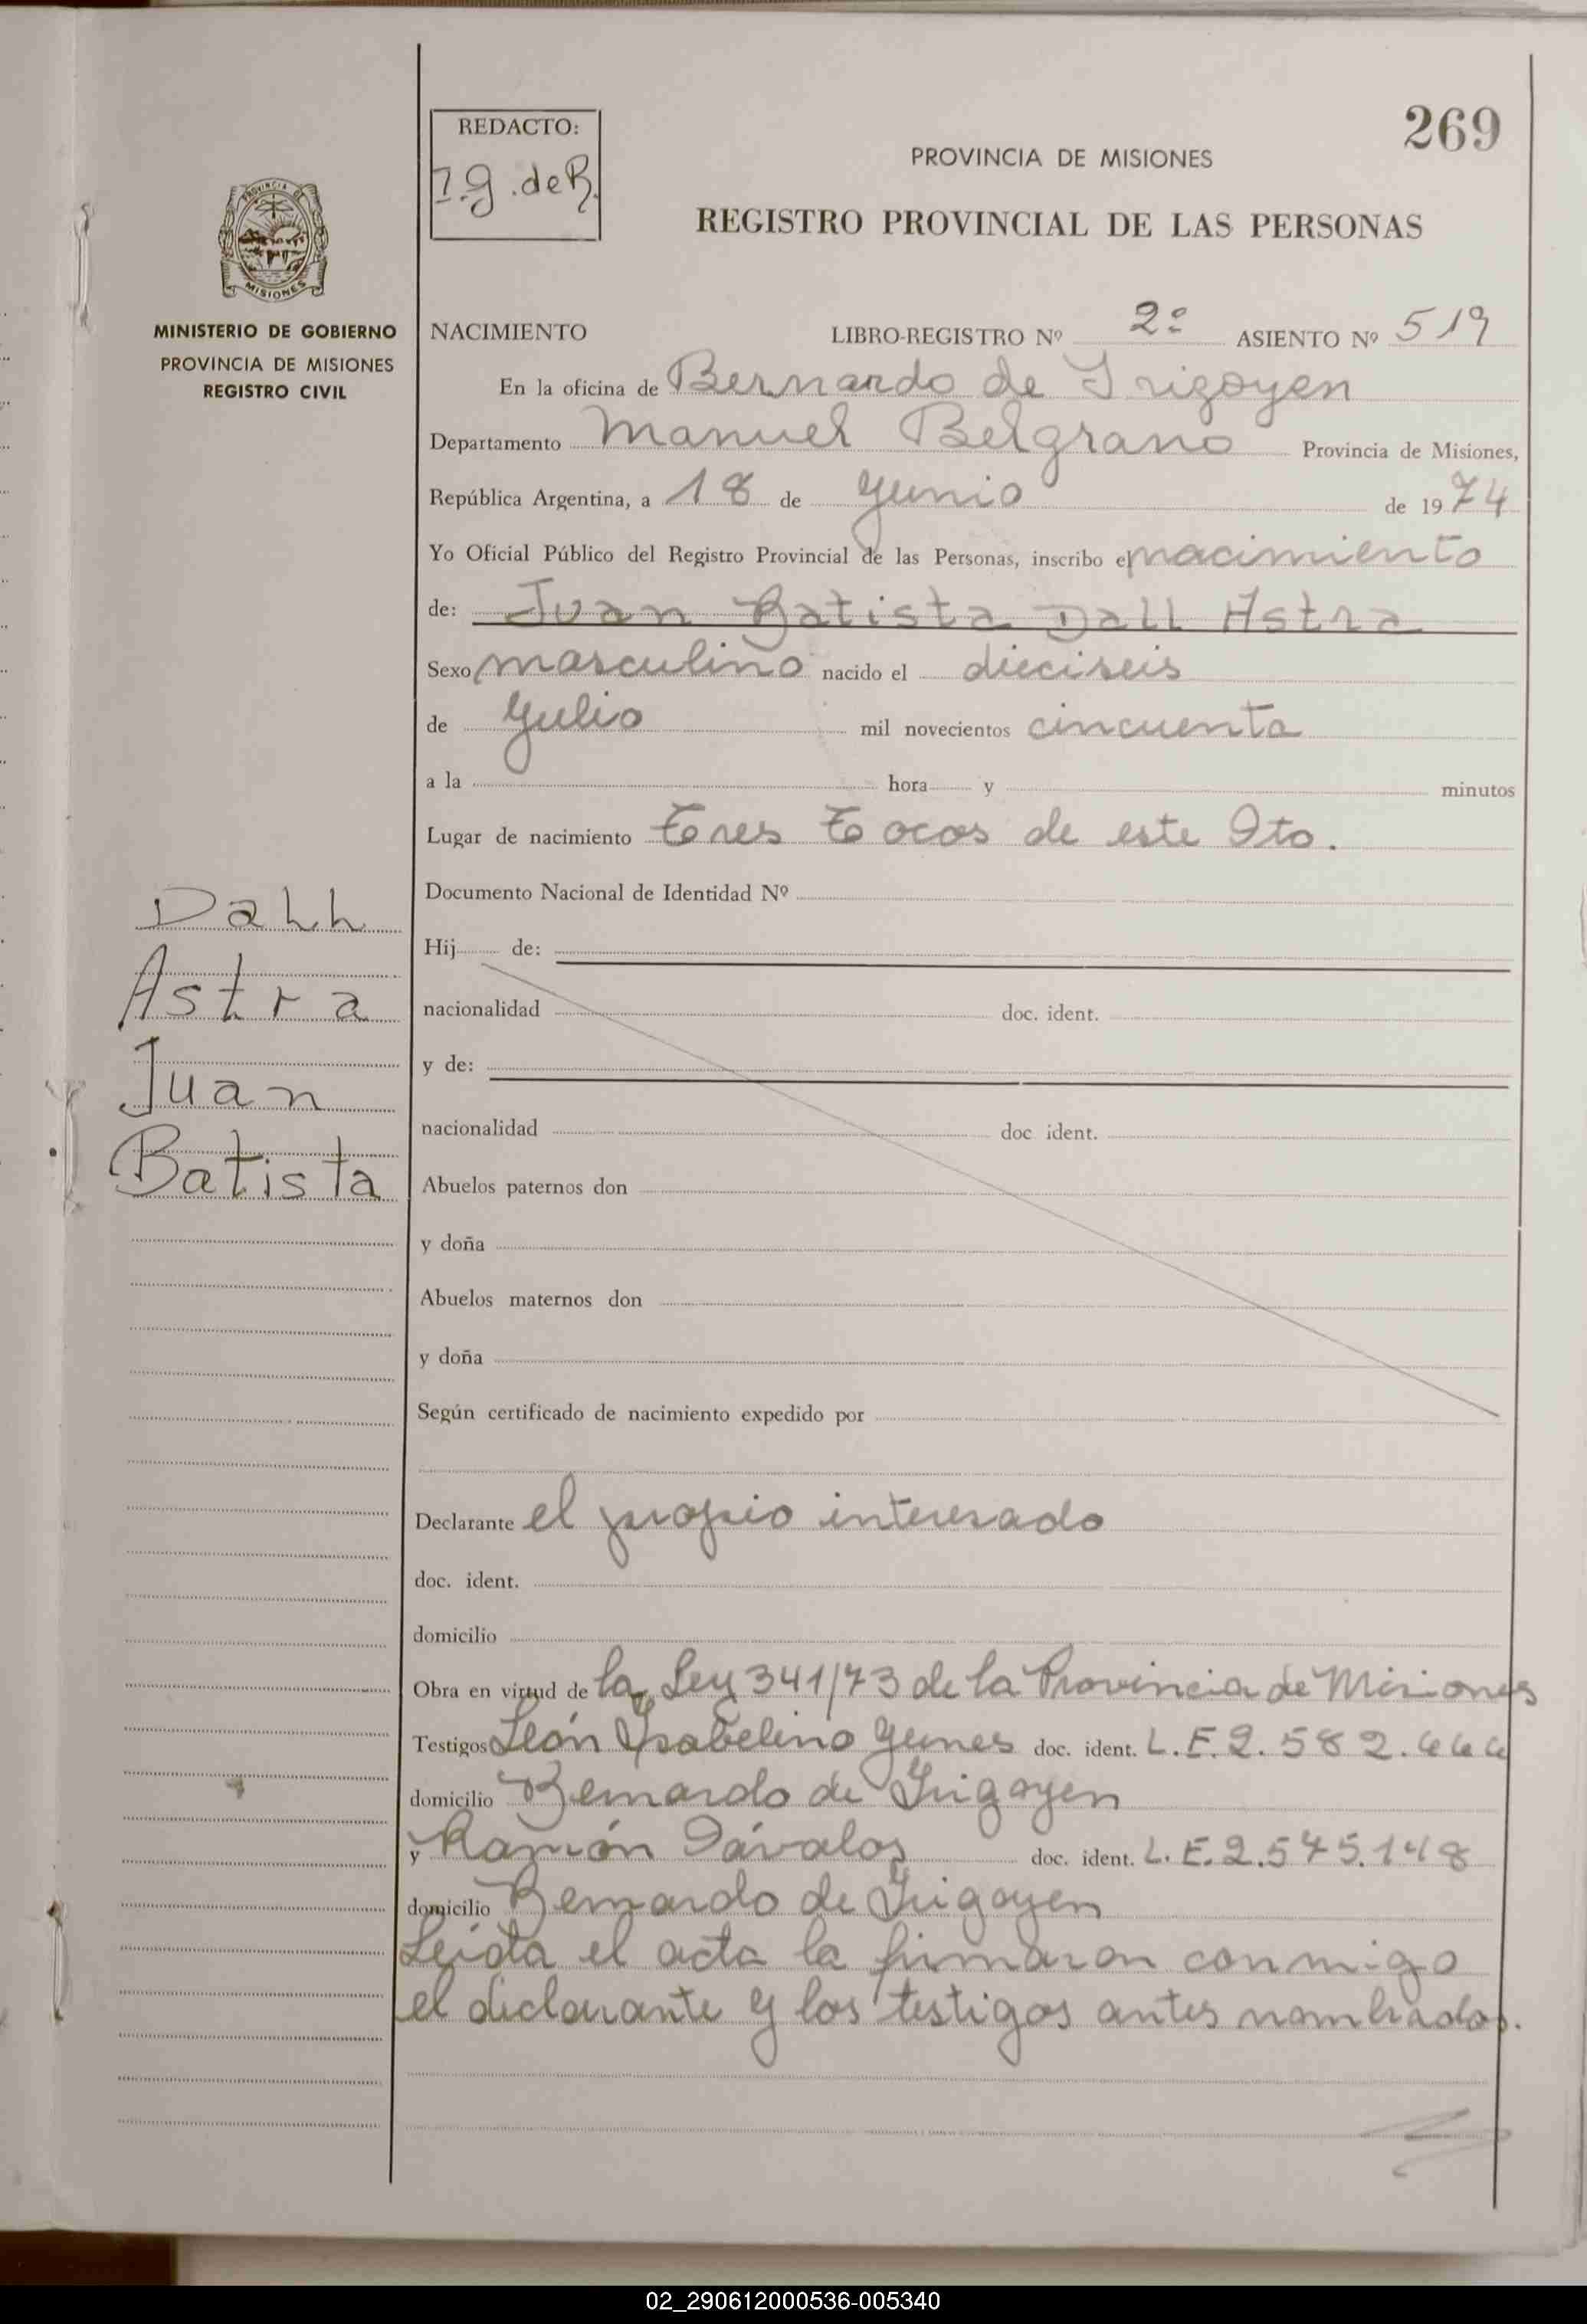 269
REDACTO:
I.g. de R.
PROVINCIA DE MISIONES
REGISTRO PROVINCIAL DE LAS PERSONAS
PROVINCIA DE
MISIONES
MINISTERIO DE GOBIERNO
PROVINCIA DE MISIONES
REGISTRO CIVIL
NACIMIENTO LIBRO-REGISTRO Nº 2º ASIENTO Nº 519
En la oficina de Bernardo de Irigoyen
Departamento Manuel Belgrano Provincia de Misiones,
República Argentina, a 18 de Junio de 1974
Yo Oficial Público del Registro Provincial de las Personas, inscribo el nacimiento
de: Juan Batista Dall Astra
Sexo masculino nacido el dieciseis
de Julio mil novecientos cincuenta
a la hora y minutos
Lugar de nacimiento Tres Tocos de este Dto.
Documento Nacional de Identidad Nº
Dall
Astra
Juan
Batista
Hij de:
nacionalidad doc. ident.
y de:
nacionalidad doc ident.
Abuelos paternos don
y doña
Abuelos maternos don
y doña
Según certificado de nacimiento expedido por
Declarante el propio interesado
doc. ident.
domicilio
Obra en virtud de la Ley 341/73 de la Provincia de Misiones
Testigos León Ysabelino doc. ident. L.E.2.582.444
domicilio Bernardo de Irigoyen
y Ramón Dávalos doc. ident. L.E.2.575.148
domicilio Bernardo de Irigoyen
Leída el acta la firmaron conmigo
el declarante y los testigos antes nombrados.
02_290612000536-005340